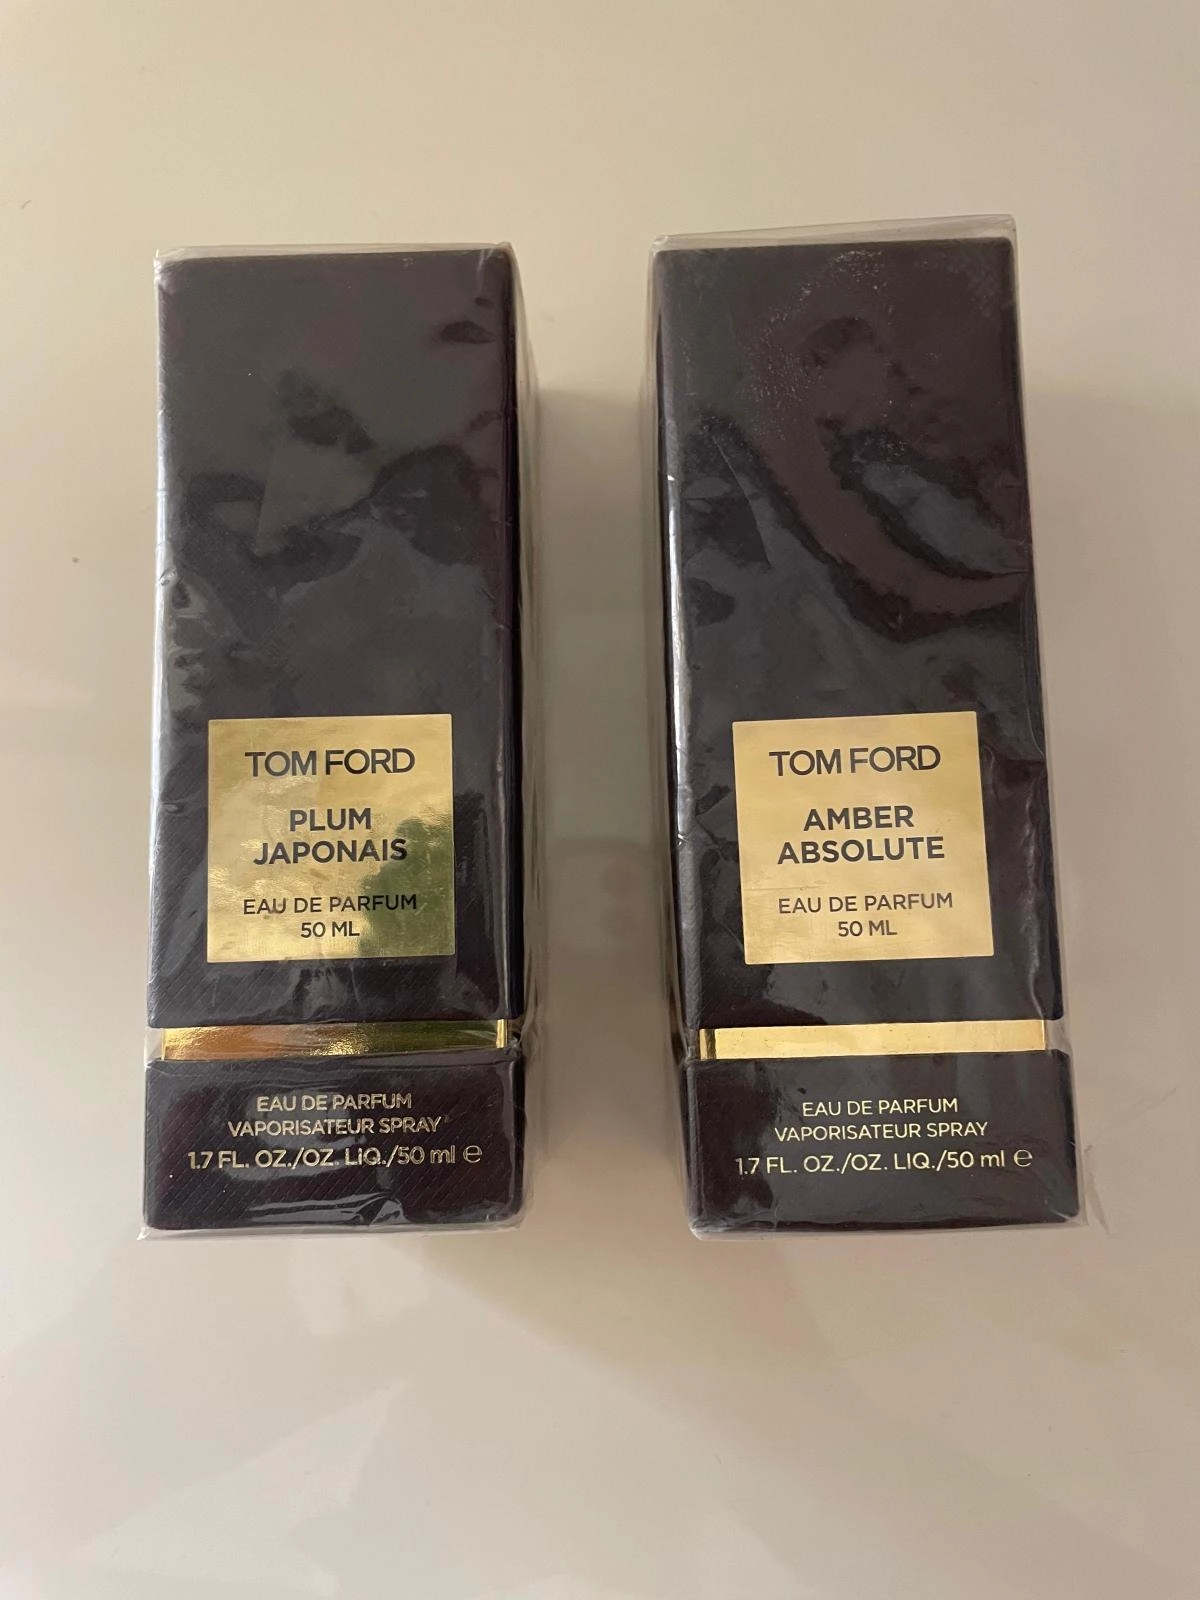 TOM FORD
PLUM
JAPONAIS
EAU DE PARFUM
50 ML
EAU DE PARFUM
VAPORISATEUR SPRAY
1.7 FL. OZ./OZ. LIQ./50 ml e
TOM FORD
AMBER
ABSOLUTE
EAU DE PARFUM
50 ML
EAU DE PARFUM
VAPORISATEUR SPRAY
1.7 FL. OZ./OZ. LIQ./50 ml e